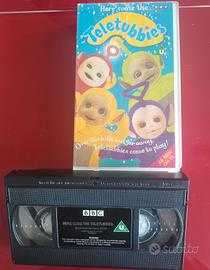 Here come the...
Teletubbies
U
Over the hills and far away,
Teletubbies come to play!
BBC
HERE COME THE TELETUBBIES
U
Subito